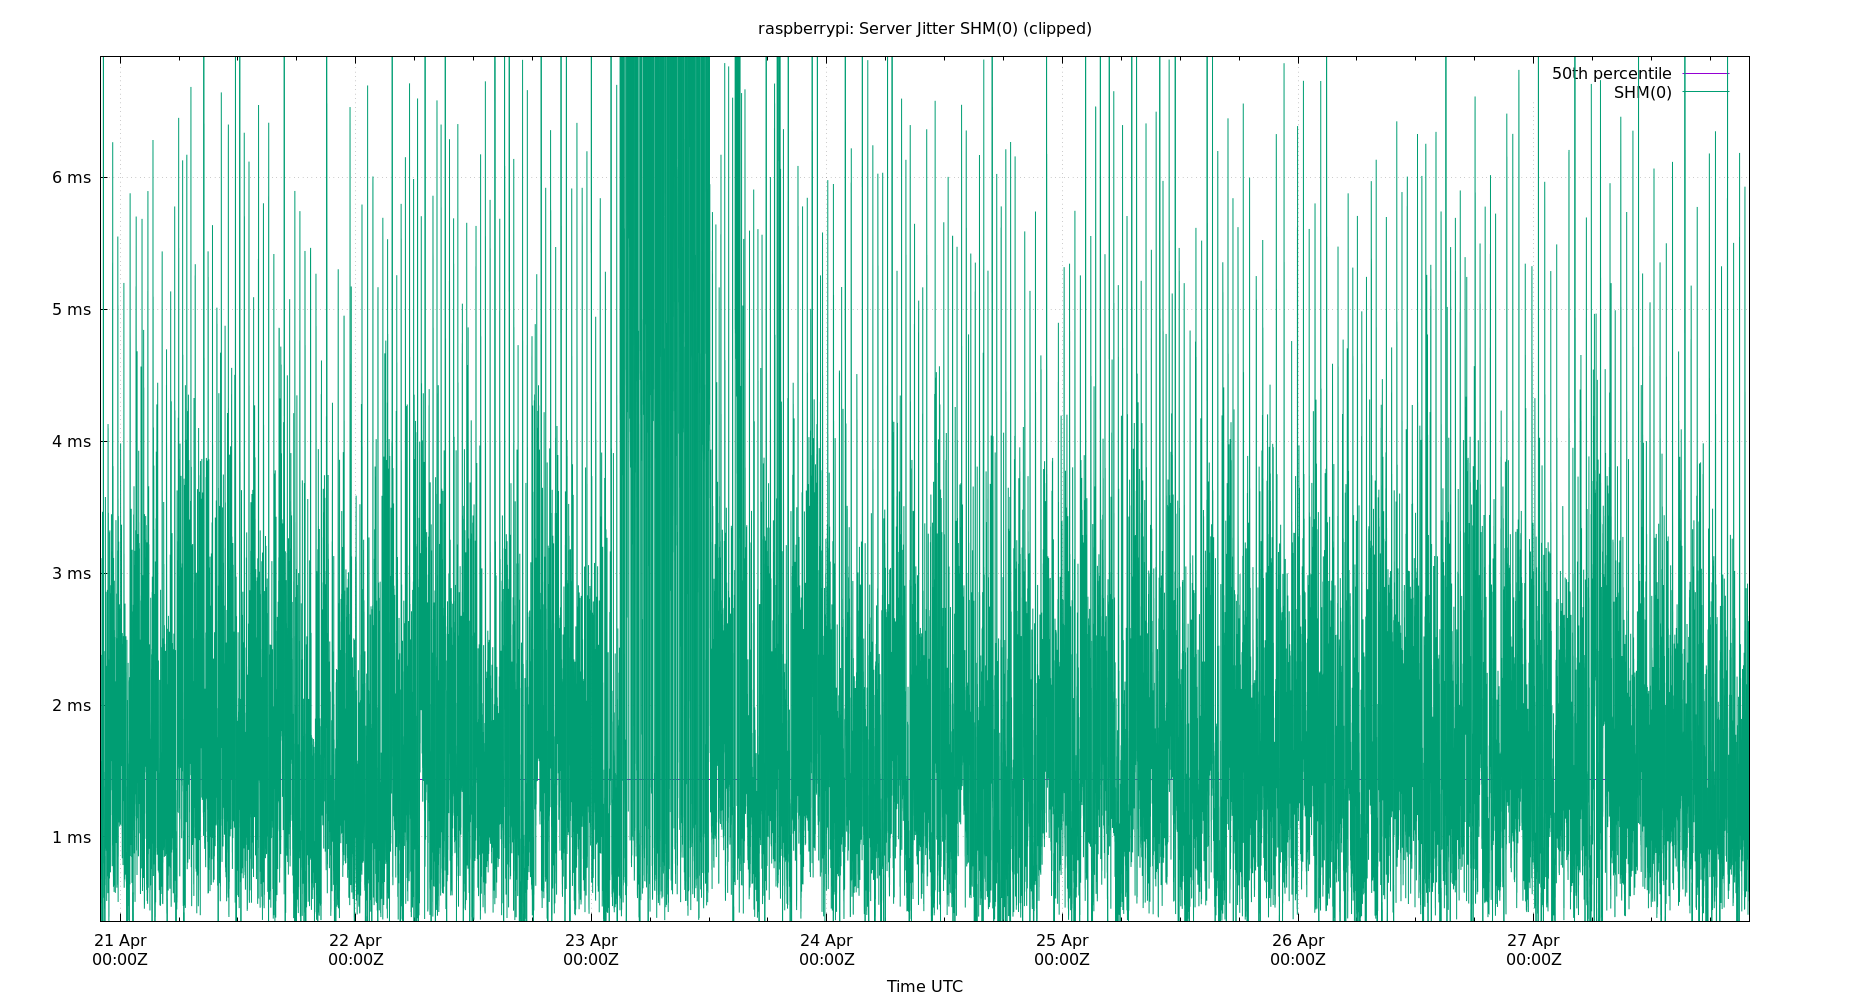 raspberrypi: Server Jitter SHM(0) (clipped)
50th percentile
SHM(0)
6 ms
5 ms
4 ms
3 ms
2 ms
1 ms
21 Apr 22 Apr 23 Apr 24 Apr 25 Apr 26 Apr 27 Apr
00:00Z 00:00Z 00:00Z 00:00Z 00:00Z 00:00Z 00:00Z
Time UTC